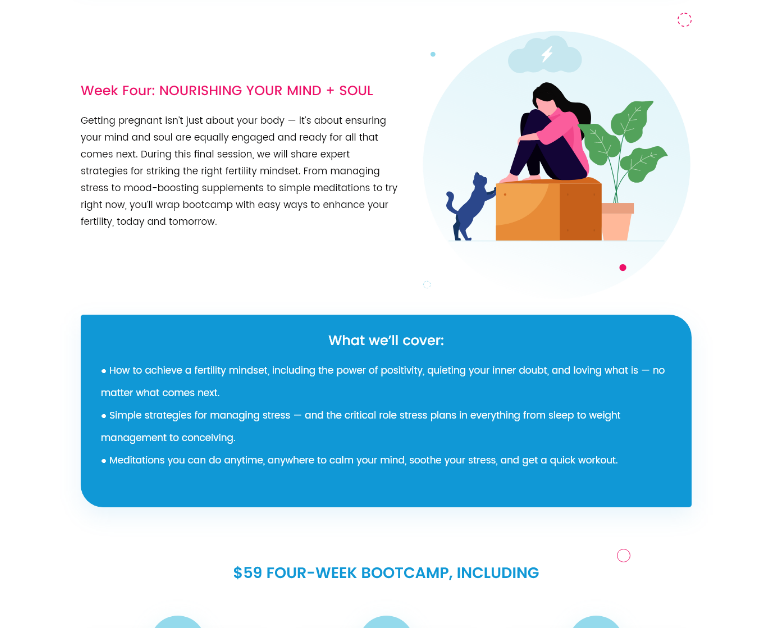 Week Four: NOURISHING YOUR MIND + SOUL
Getting pregnant isn't just about your body — it's about ensuring
your mind and soul are equally engaged and ready for all that
comes next. During this final session, we will share expert
strategies for striking the right fertility mindset. From managing
stress to mood-boosting supplements to simple meditations to try
right now, you'll wrap bootcamp with easy ways to enhance your
fertility, today and tomorrow.
What we'll cover:
● How to achieve a fertility mindset, including the power of positivity, quieting your inner doubt, and loving what is — no
matter what comes next.
● Simple strategies for managing stress — and the critical role stress plans in everything from sleep to weight
management to conceiving.
● Meditations you can do anytime, anywhere to calm your mind, soothe your stress, and get a quick workout.
$59 FOUR-WEEK BOOTCAMP, INCLUDING